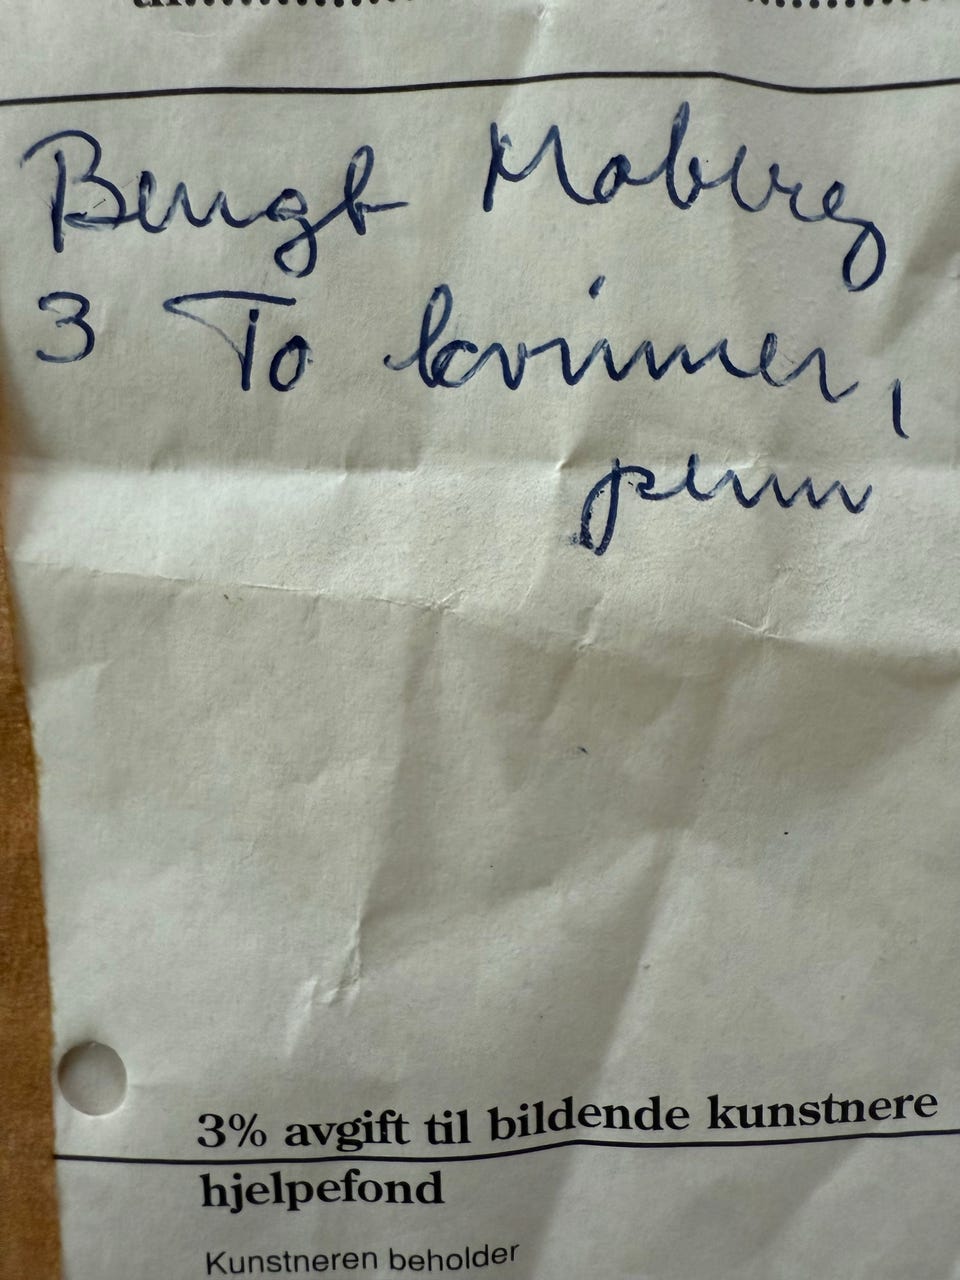 Bengt Moberg
3 To kvinner,
penn
3% avgift til bildende kunstnere
hjelpefond
Kunstneren beholder